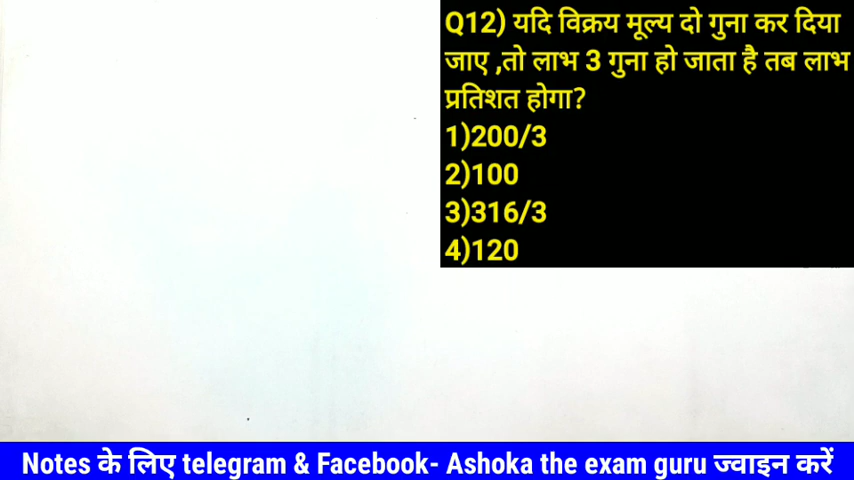 Q12) यदि विक्रय मूल्य दो गुना कर दिया
जाए ,तो लाभ 3 गुना हो जाता है तब लाभ
प्रतिशत होगा?
1)200/3
2)100
3)316/3
4)120
Notes के लिए telegram & Facebook- Ashoka the exam guru ज्वाइन करें